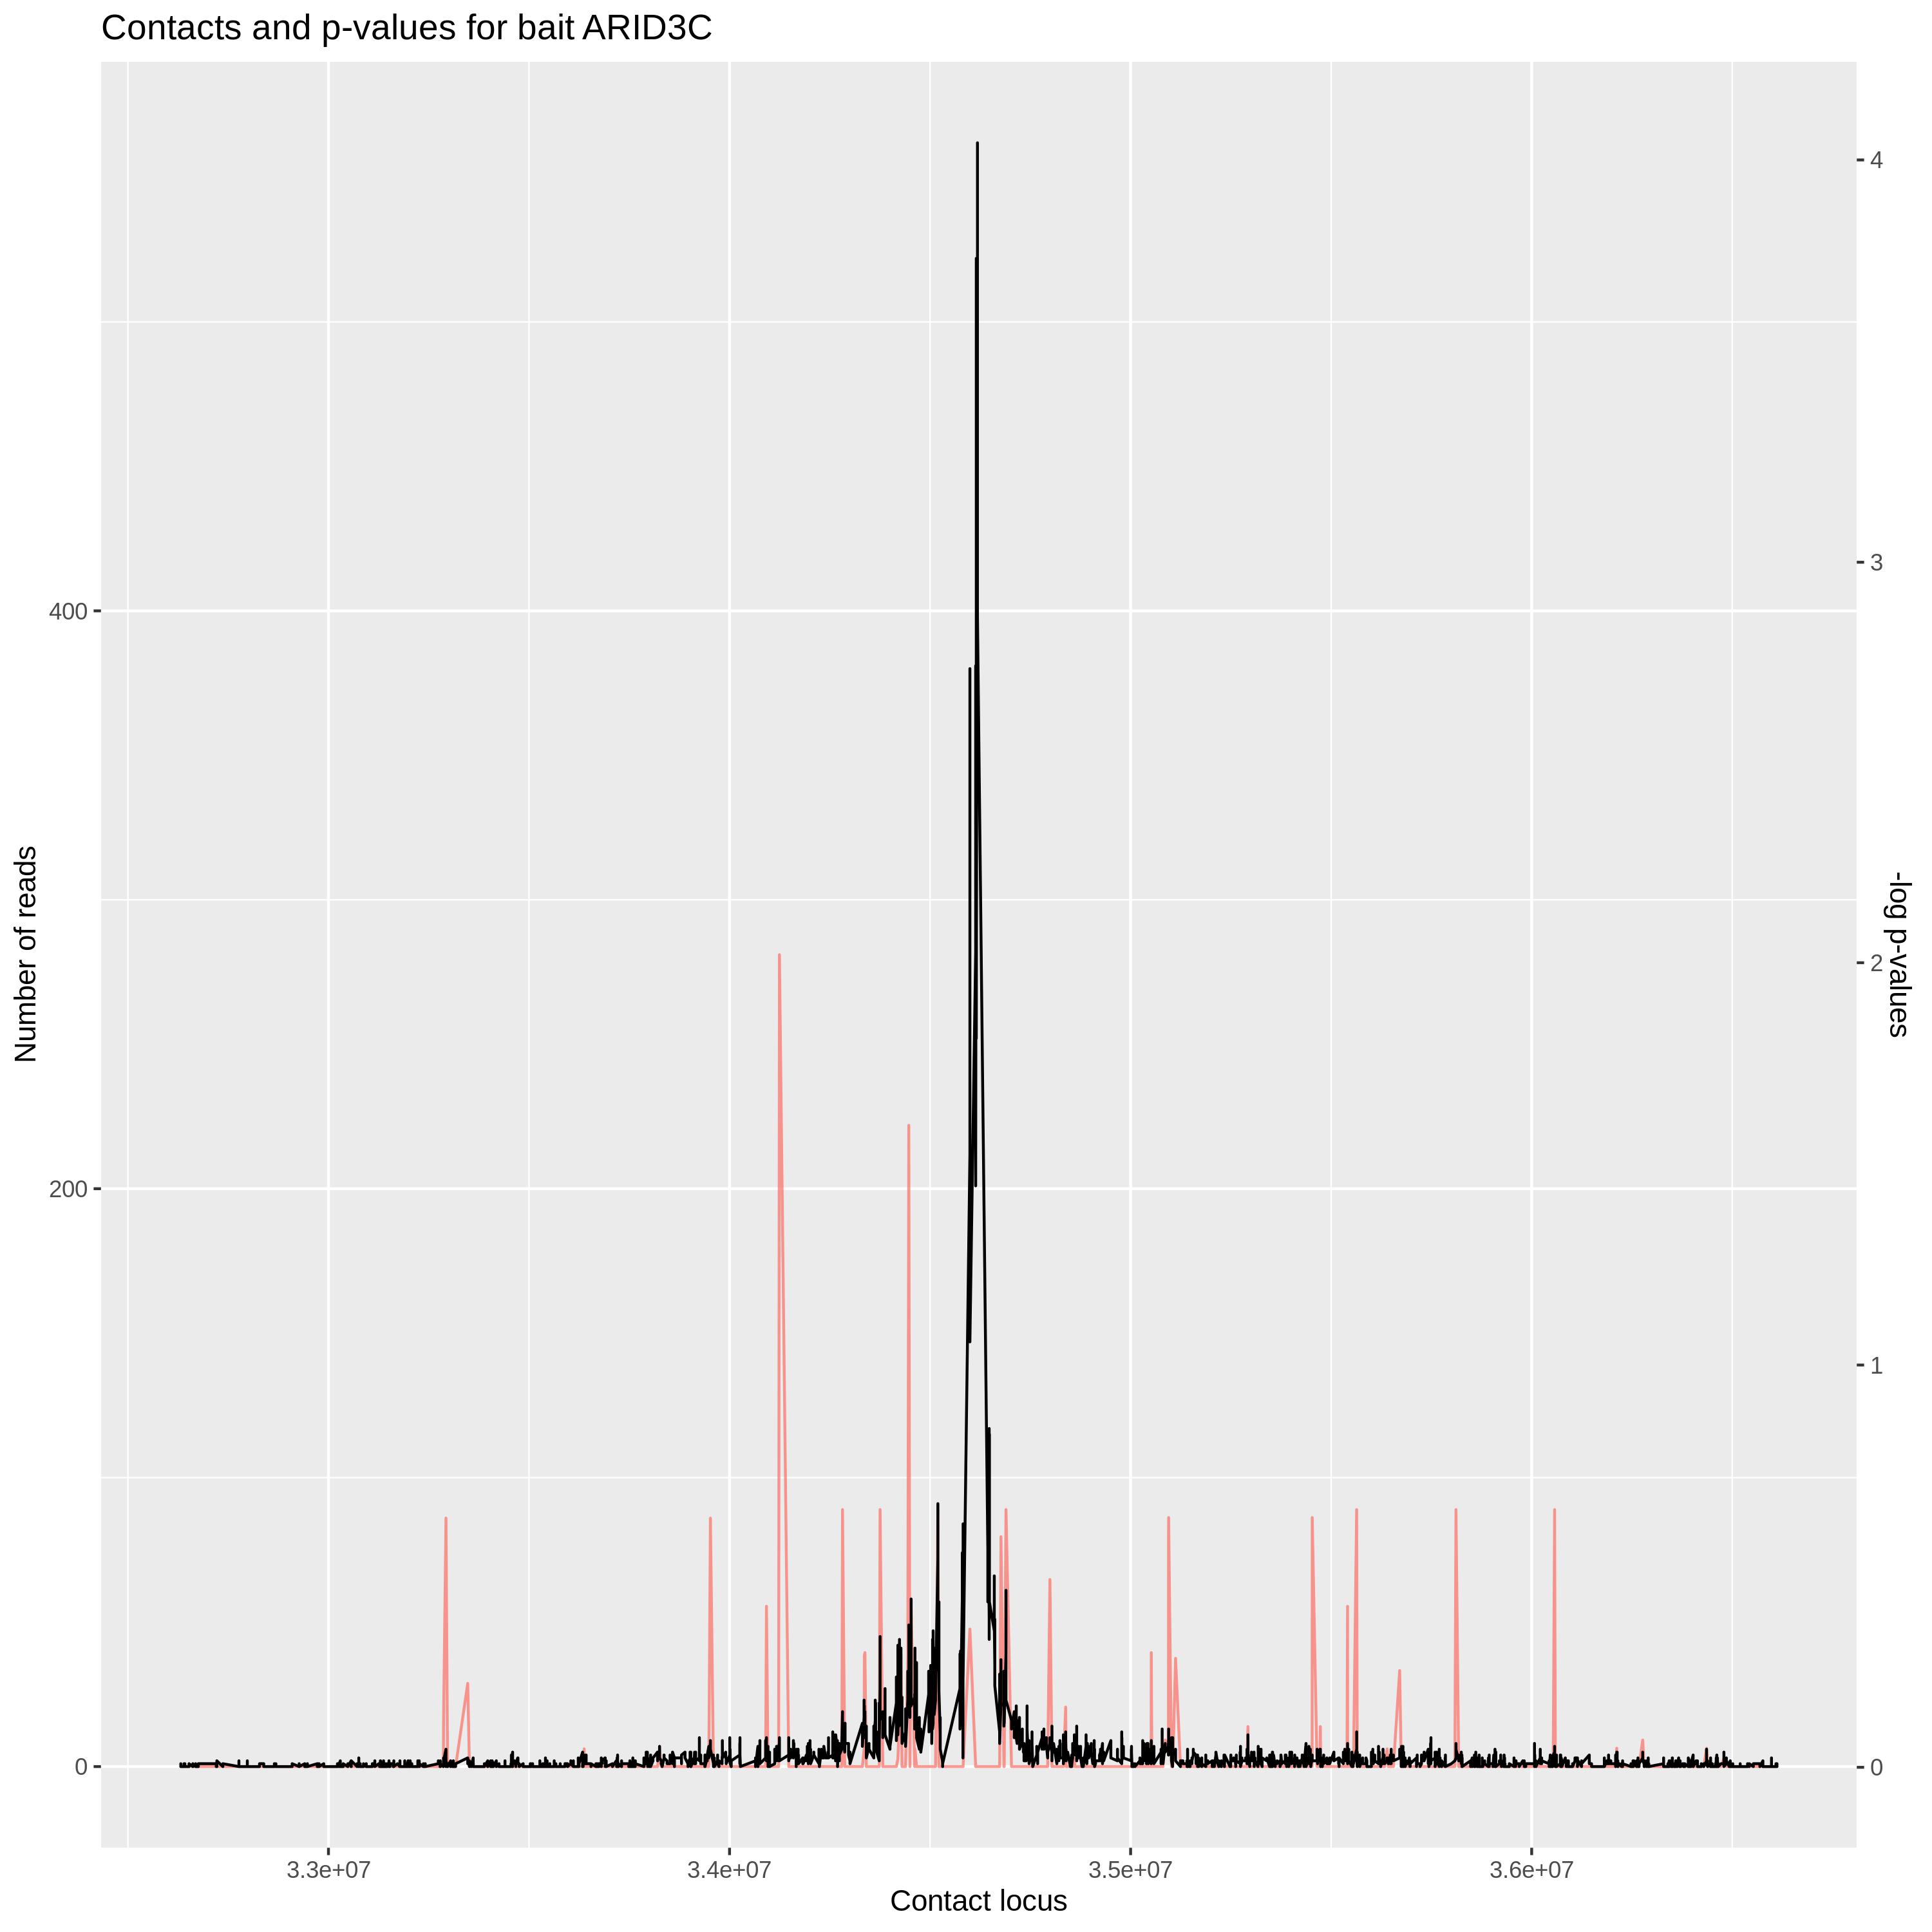 Contacts and p-values for bait ARID3C
Number of reads
400
200
0
4
3
2
1
0
-log p-values
3.3e+07
3.4e+07
3.5e+07
3.6e+07
Contact locus